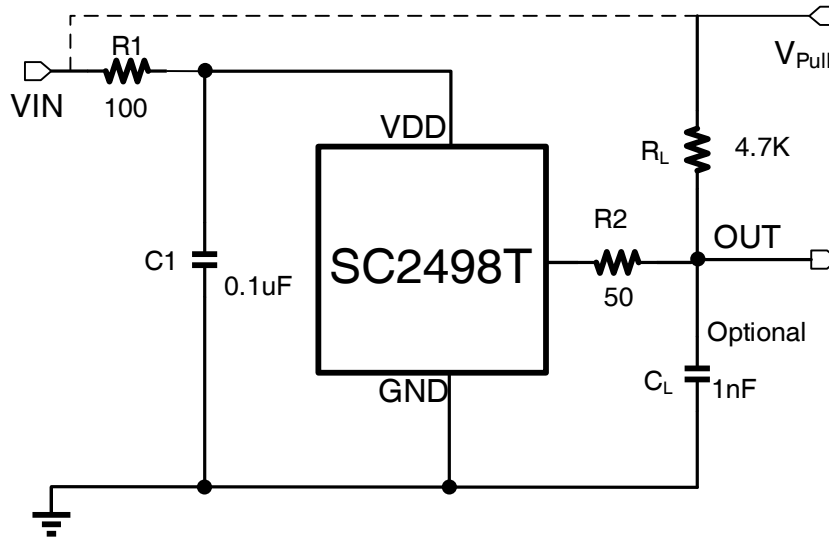 R1
VIN
100
VPull
VDD
RL
4.7K
R2
OUT
C1
0.1uF
SC2498T
50
Optional
GND
CL
1nF